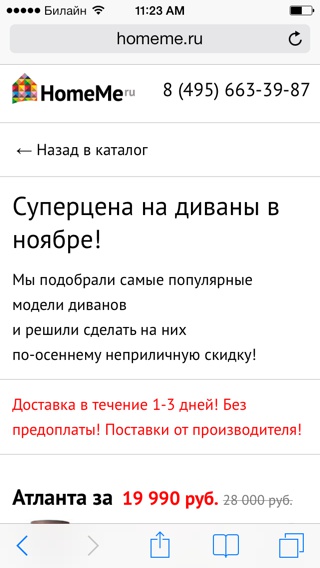 Билайн 11:23 AM
homeme.ru
HomeMe ru 8 (495) 663-39-87
← Назад в каталог
Суперцена на диваны в
ноябре!
Мы подобрали самые популярные
модели диванов
и решили сделать на них
по-осеннему неприличную скидку!
Доставка в течение 1-3 дней! Без
предоплаты! Поставки от производителя!
Атланта за 19 990 руб. 28 000 руб.